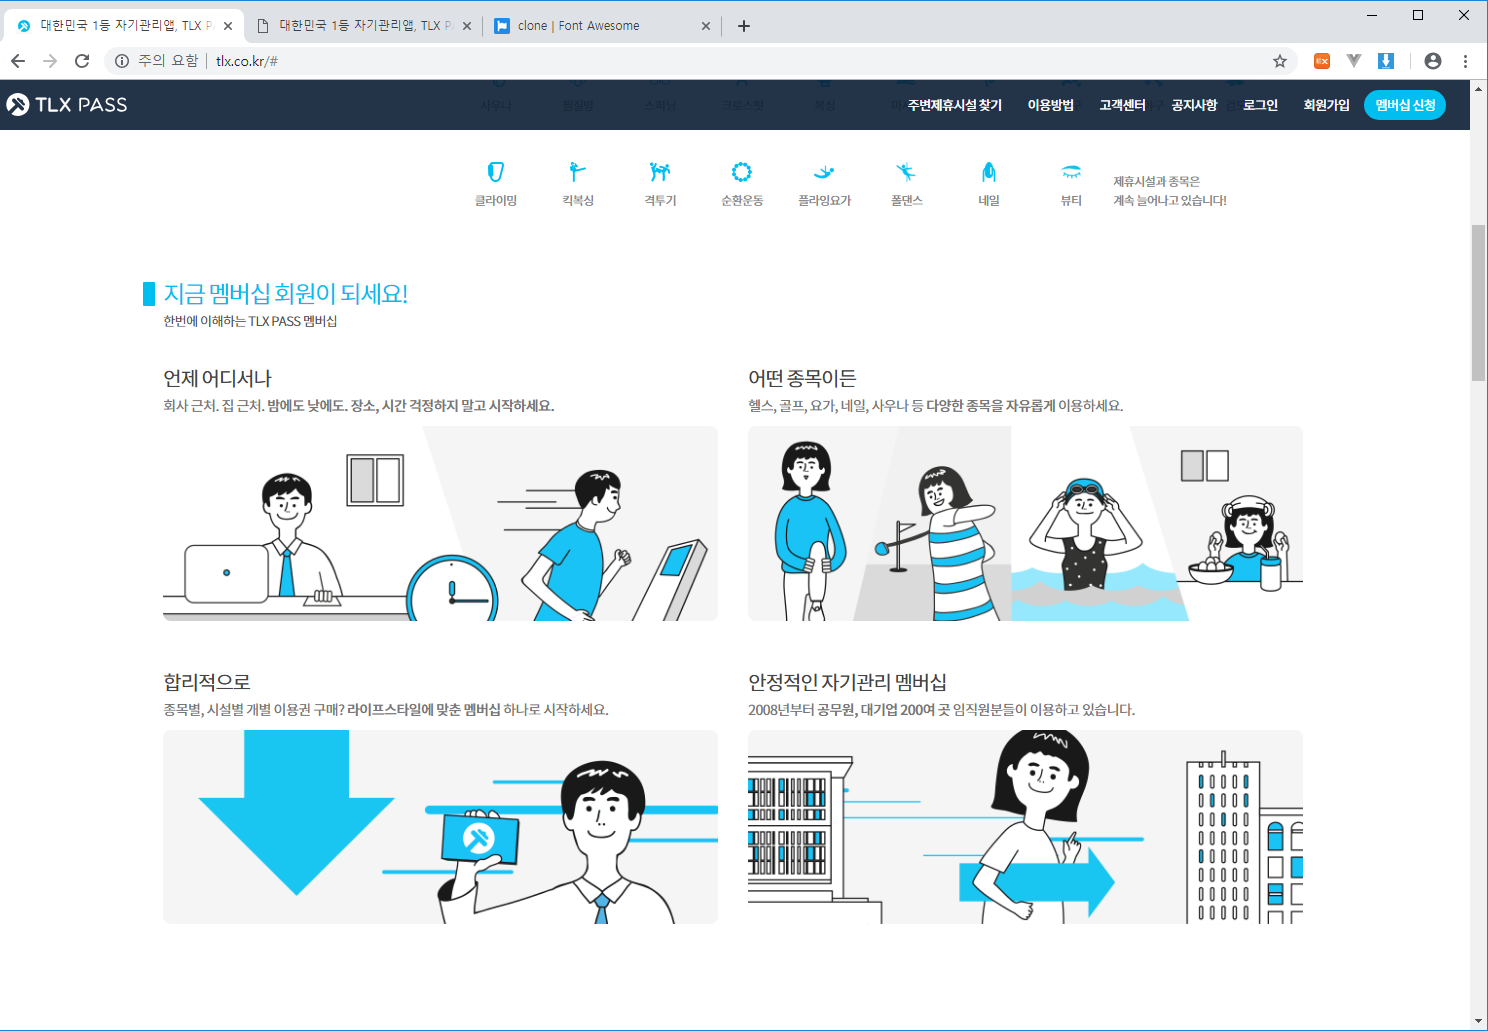 대한민국 1등 자기관리앱, TLX P
대한민국 1등 자기관리앱, TLX P
clone | Font Awesome
주의 요함
tlx.co.kr/#
TLX PASS
사우나
스피닝
크로스핏
복싱
주변제휴시설 찾기
이용방법
고객센터
공지사항
로그인
회원가입
멤버십 신청
클라이밍
킥복싱
격투기
순환운동
플라잉요가
폴댄스
네일
뷰티
제휴시설과 종목은
계속 늘어나고 있습니다!
지금 멤버십 회원이 되세요!
한번에 이해하는 TLX PASS 멤버십
언제 어디서나
회사 근처. 집 근처. 밤에도 낮에도. 장소, 시간 걱정하지 말고 시작하세요.
어떤 종목이든
헬스, 골프, 요가, 네일, 사우나 등 다양한 종목을 자유롭게 이용하세요.
합리적으로
종목별, 시설별 개별 이용권 구매? 라이프스타일에 맞춘 멤버십 하나로 시작하세요.
안정적인 자기관리 멤버십
2008년부터 공무원, 대기업 200여 곳 임직원분들이 이용하고 있습니다.